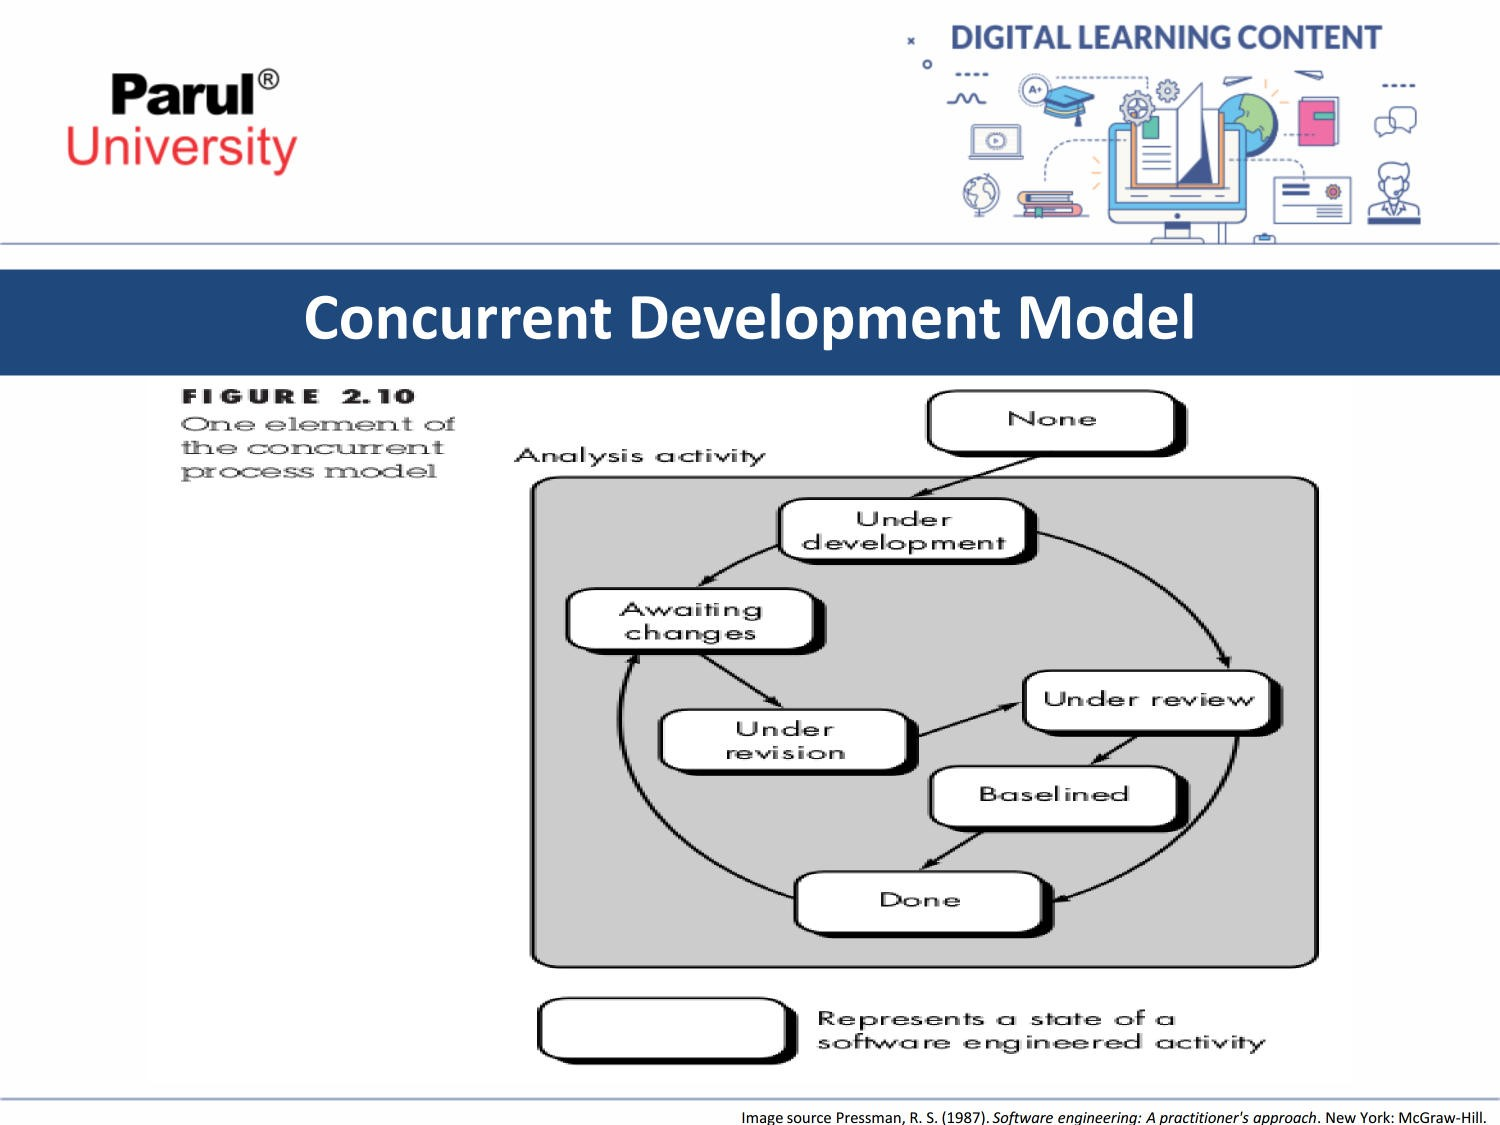 Parul®
University
DIGITAL LEARNING CONTENT
A+
Concurrent Development Model
FIGURE 2.10
One element of
the concurrent
process model
None
Analysis activity
Under
development
Awaiting
changes
Under review
Under
revision
Baselined
Done
Represents a state of a
software engineered activity
Image source Pressman, R. S. (1987). Software engineering: A practitioner's approach. New York: McGraw-Hill.